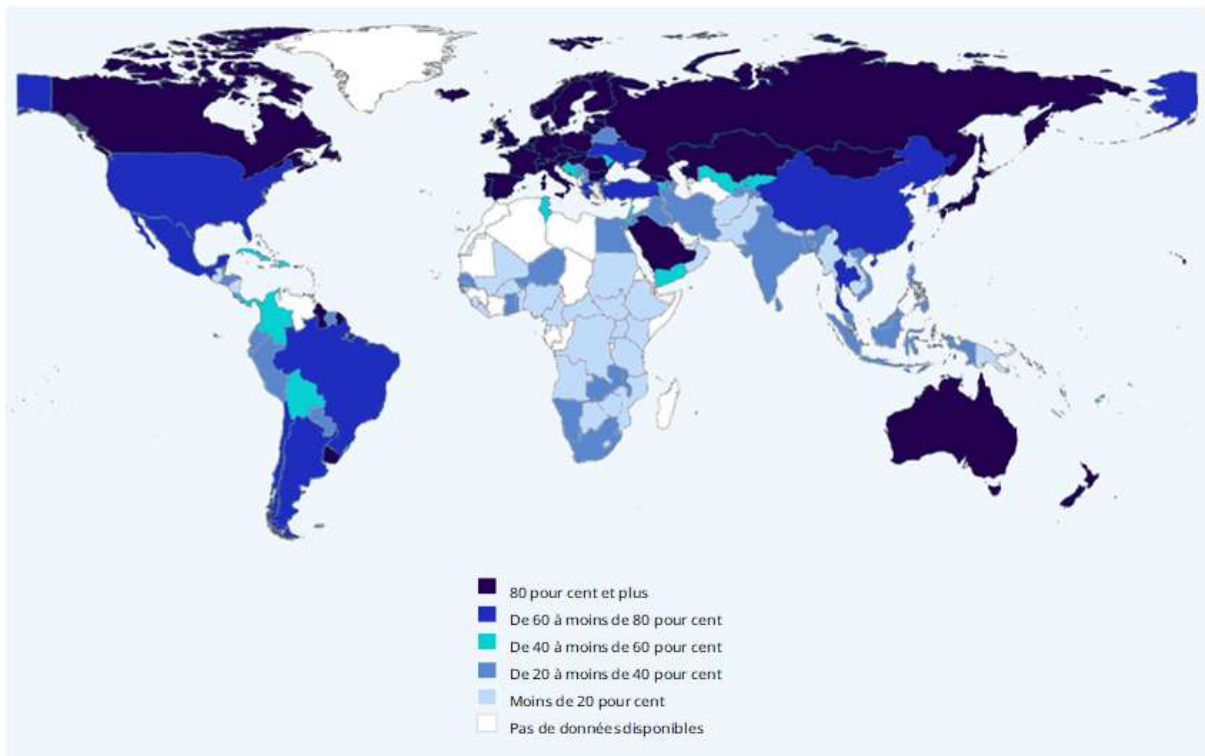 80 pour cent et plus
De 60 à moins de 80 pour cent
De 40 à moins de 60 pour cent
De 20 à moins de 40 pour cent
Moins de 20 pour cent
Pas de données disponibles